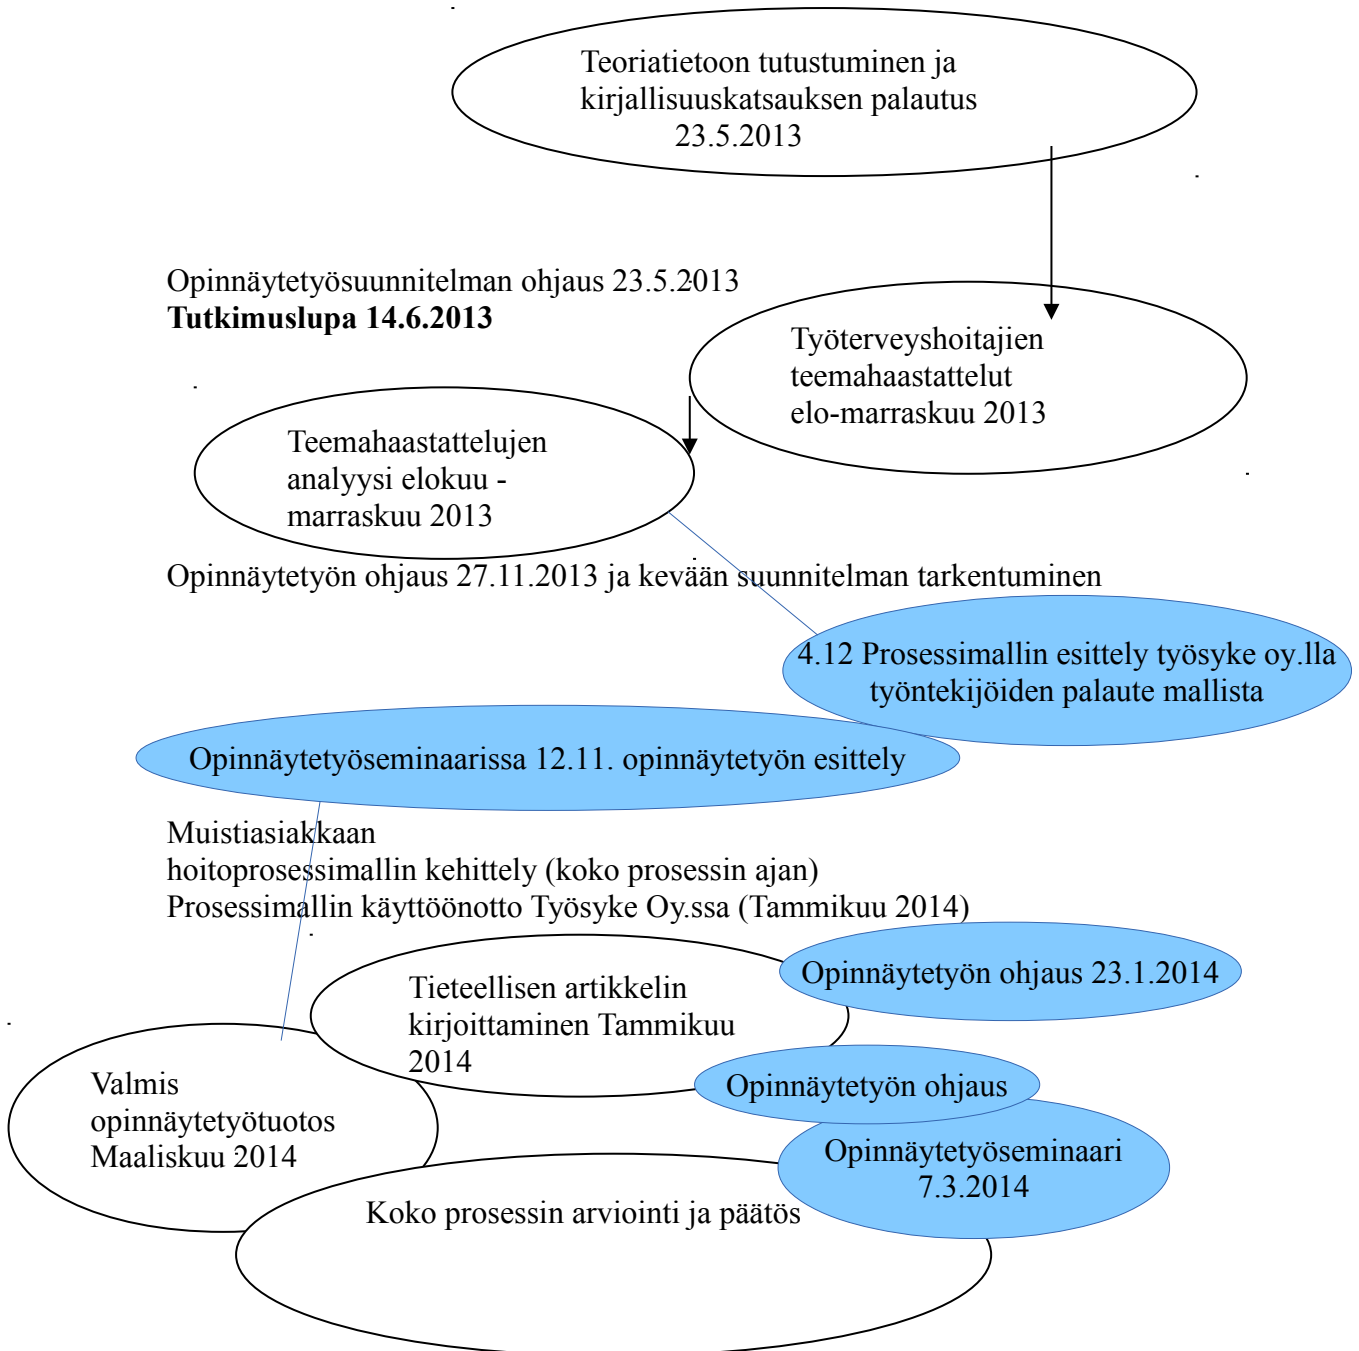 Teoriatietoon tutustuminen ja
kirjallisuuskatsauksen palautus
23.5.2013
Opinnäytetyösuunnitelman ohjaus 23.5.2013
Tutkimuslupa 14.6.2013
Työterveyshoitajien
teemahaastattelut
elo-marraskuu 2013
Teemahaastattelujen
analyysi elokuu -
marraskuu 2013
Opinnäytetyön ohjaus 27.11.2013 ja kevään suunnitelman tarkentuminen
4.12 Prosessimallin esittely työsyke oy.lla
työntekijöiden palaute mallista
Opinnäytetyöseminaarissa 12.11. opinnäytetyön esittely
Muistiasiakkaan
hoitoprosessimallin kehittely (koko prosessin ajan)
Prosessimallin käyttöönotto Työsyke Oy.ssa (Tammikuu 2014)
Opinnäytetyön ohjaus 23.1.2014
Tieteellisen artikkelin
kirjoittaminen Tammikuu
2014
Valmis
opinnäytetyötuotos
Maaliskuu 2014
Opinnäytetyön ohjaus
Opinnäytetyöseminaari
7.3.2014
Koko prosessin arviointi ja päätös